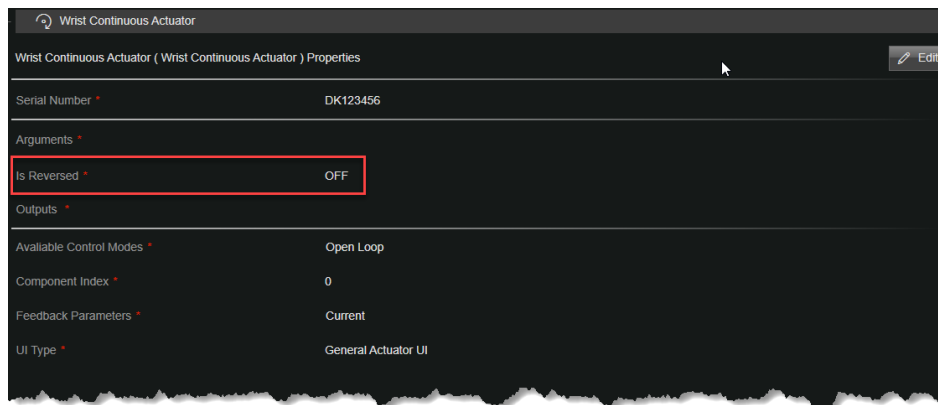 Wrist Continuous Actuator
Wrist Continuous Actuator ( Wrist Continuous Actuator ) Properties
Edit
Serial Number * DK123456
Arguments *
Is Reversed * OFF
Outputs *
Avaliable Control Modes * Open Loop
Component Index * 0
Feedback Parameters * Current
UI Type * General Actuator UI